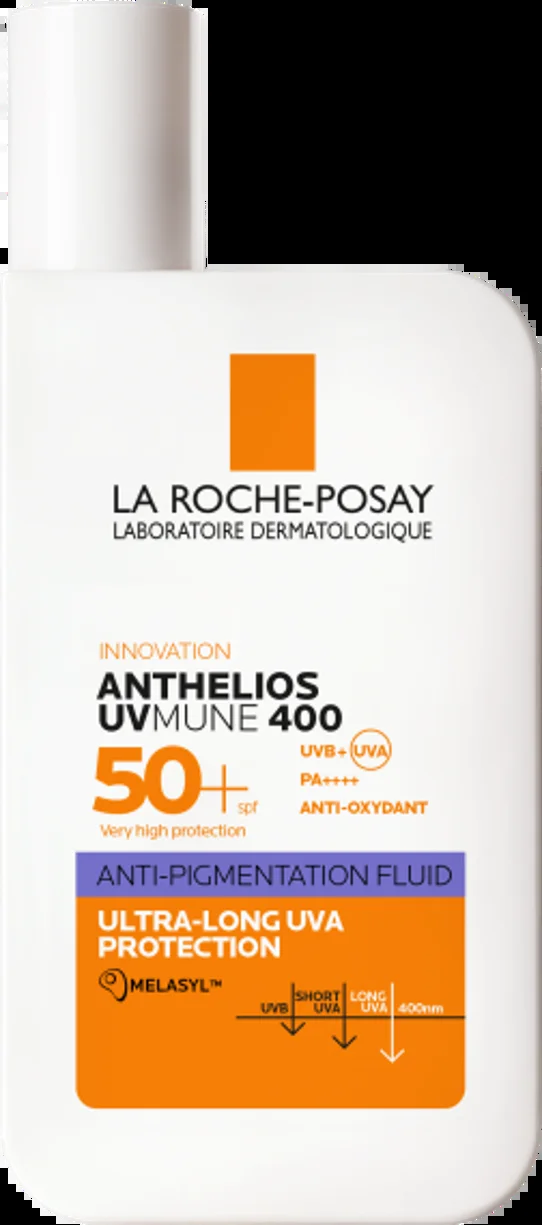 LA ROCHE-POSAY
LABORATOIRE DERMATOLOGIQUE
INNOVATION
ANTHELIOS
UVMUNE 400
50+ spf
Very high protection
UVB+ UVA
PA++++
ANTI-OXYDANT
ANTI-PIGMENTATION FLUID
ULTRA-LONG UVA
PROTECTION
MELASYL™
UVB
SHORT
UVA
LONG
UVA
400nm